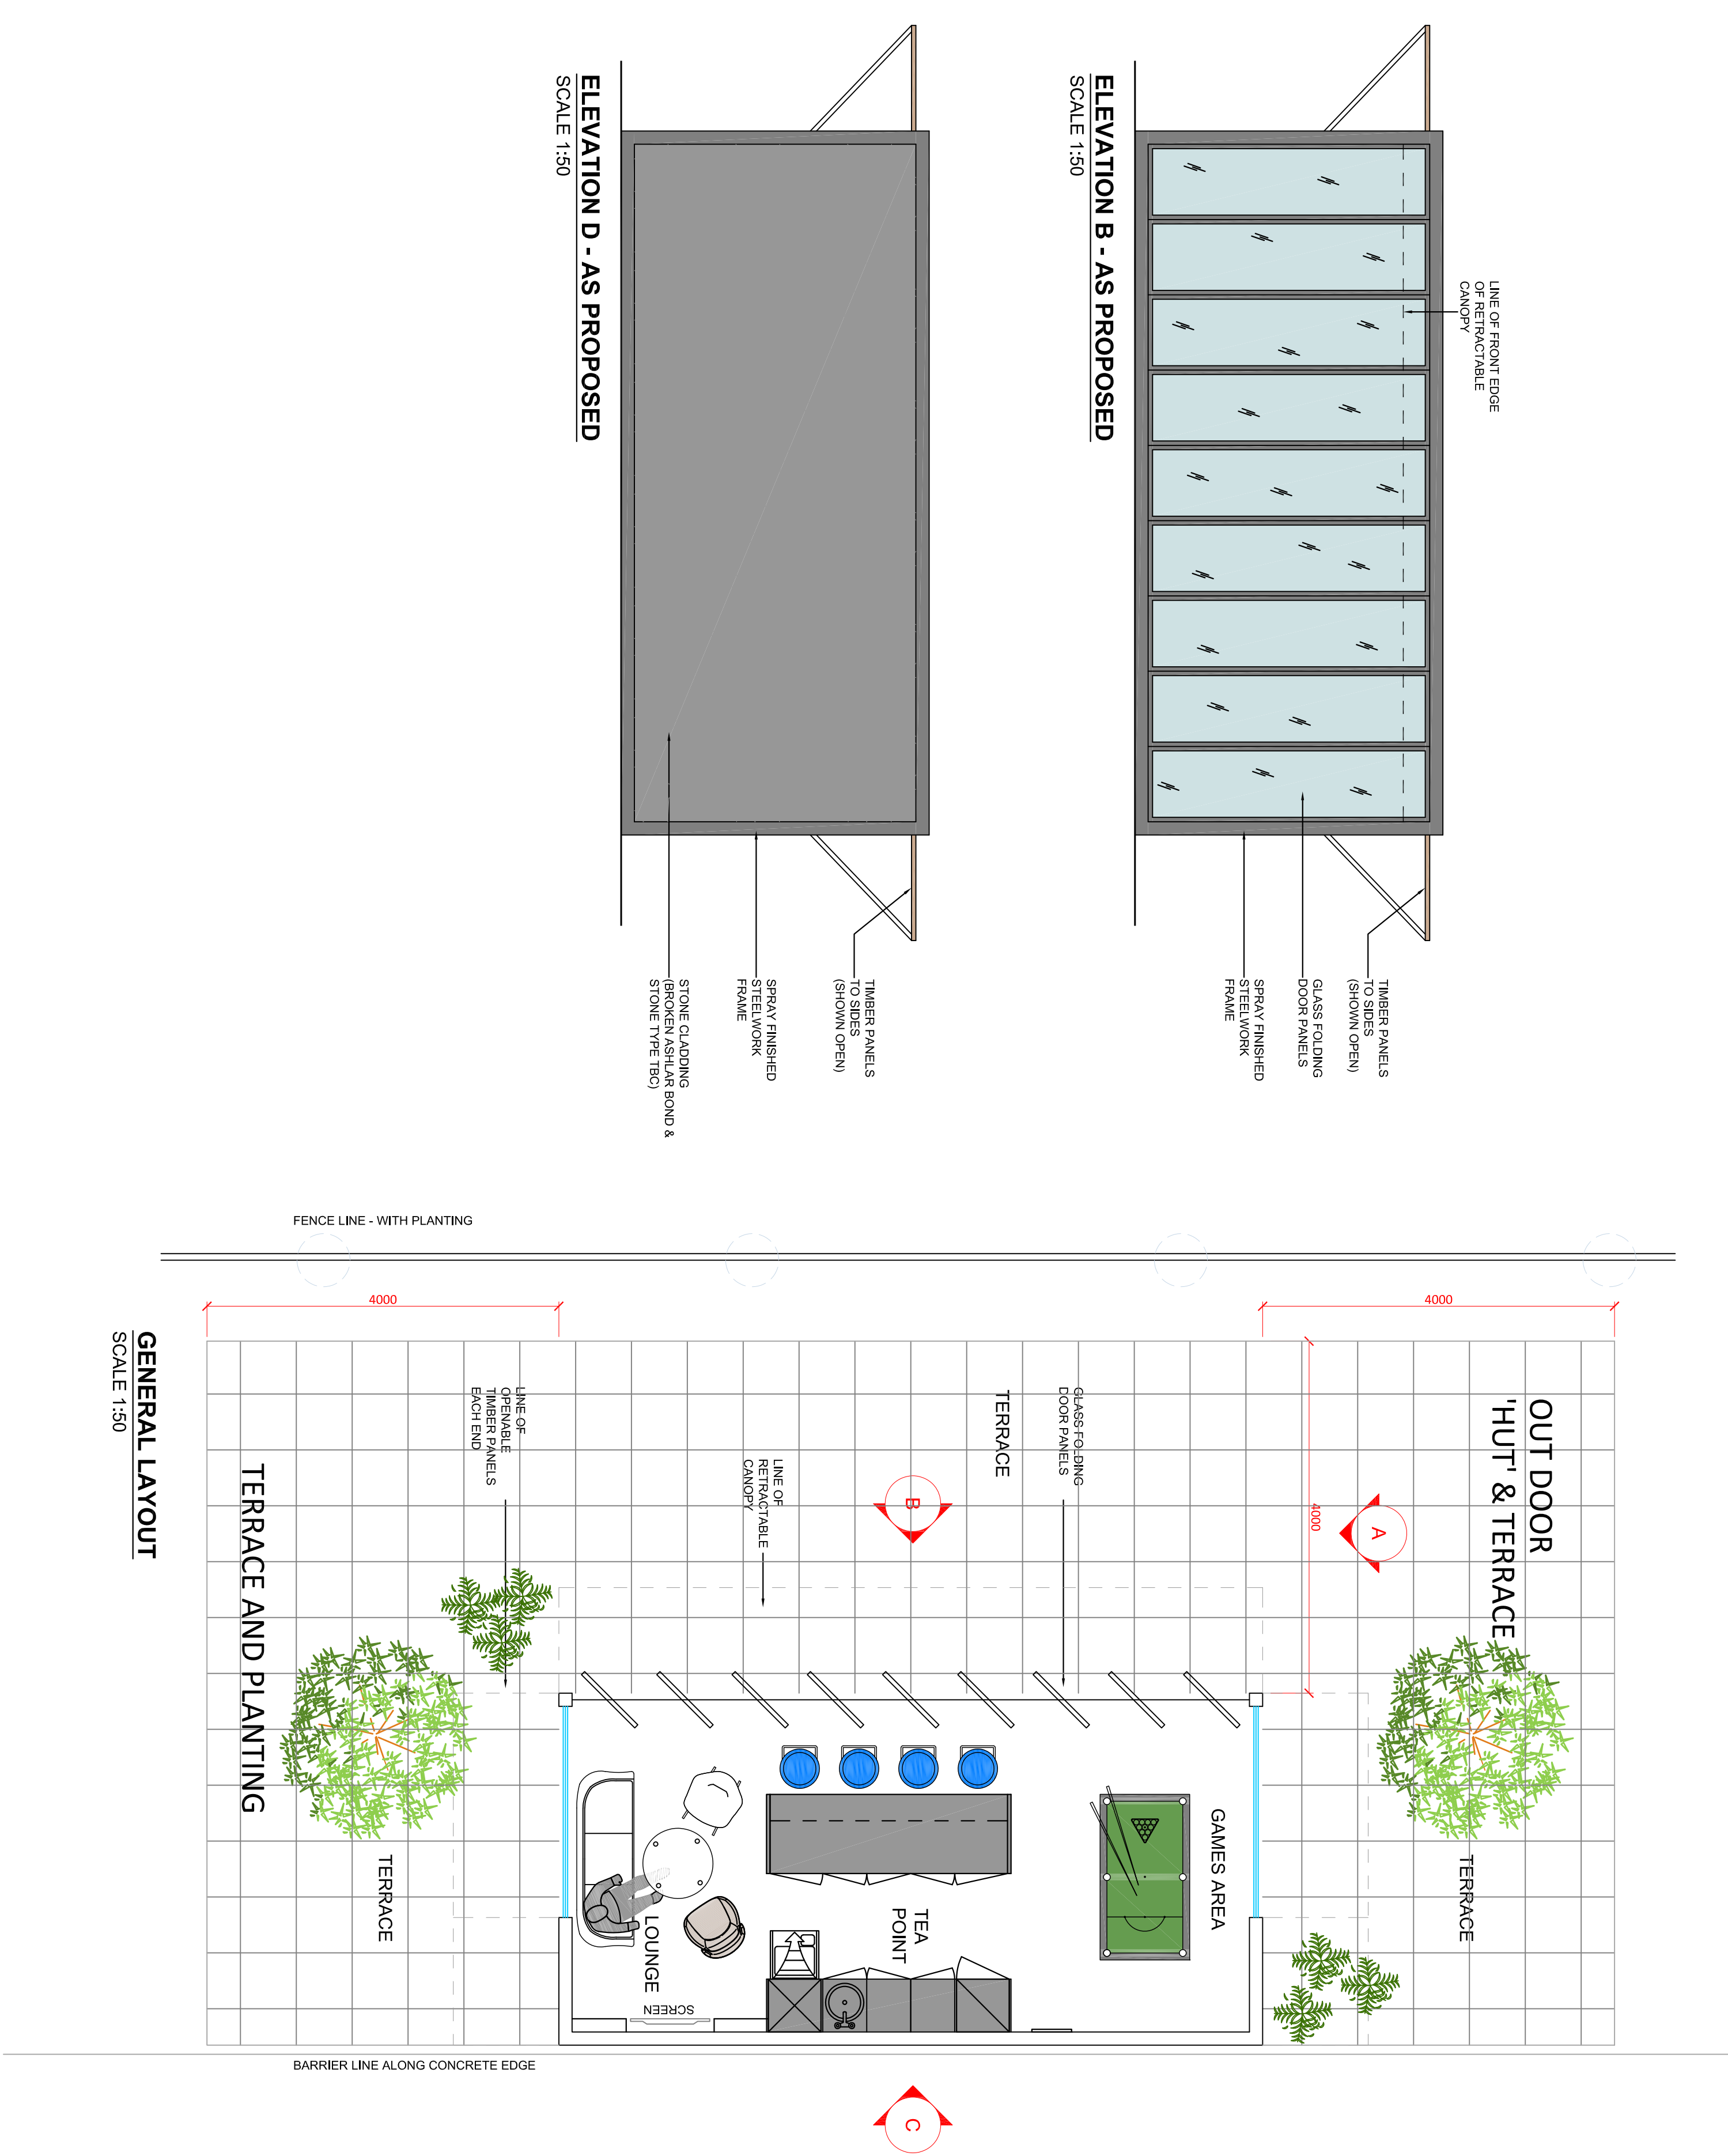 LINE OF FRONT EDGE
OF RETRACTABLE
CANOPY
TIMBER PANELS
TO SIDES
(SHOWN OPEN)
GLASS FOLDING
DOOR PANELS
SPRAY FINISHED
STEELWORK
FRAME
ELEVATION B - AS PROPOSED
SCALE 1:50
TIMBER PANELS
TO SIDES
(SHOWN OPEN)
SPRAY FINISHED
STEELWORK
FRAME
STONE CLADDING
(BROKEN ASHLAR BOND &
STONE TYPE TBC)
ELEVATION D - AS PROPOSED
SCALE 1:50
FENCE LINE - WITH PLANTING
4000
4000
4000
OUT DOOR
'HUT' & TERRACE
A
TERRACE
GAMES AREA
GLASS FOLDING
DOOR PANELS
TERRACE
B
TEA
POINT
LINE OF
RETRACTABLE
CANOPY
LOUNGE
SCREEN
LINE OF
OPENABLE
TIMBER PANELS
EACH END
TERRACE
TERRACE AND PLANTING
GENERAL LAYOUT
SCALE 1:50
BARRIER LINE ALONG CONCRETE EDGE
C